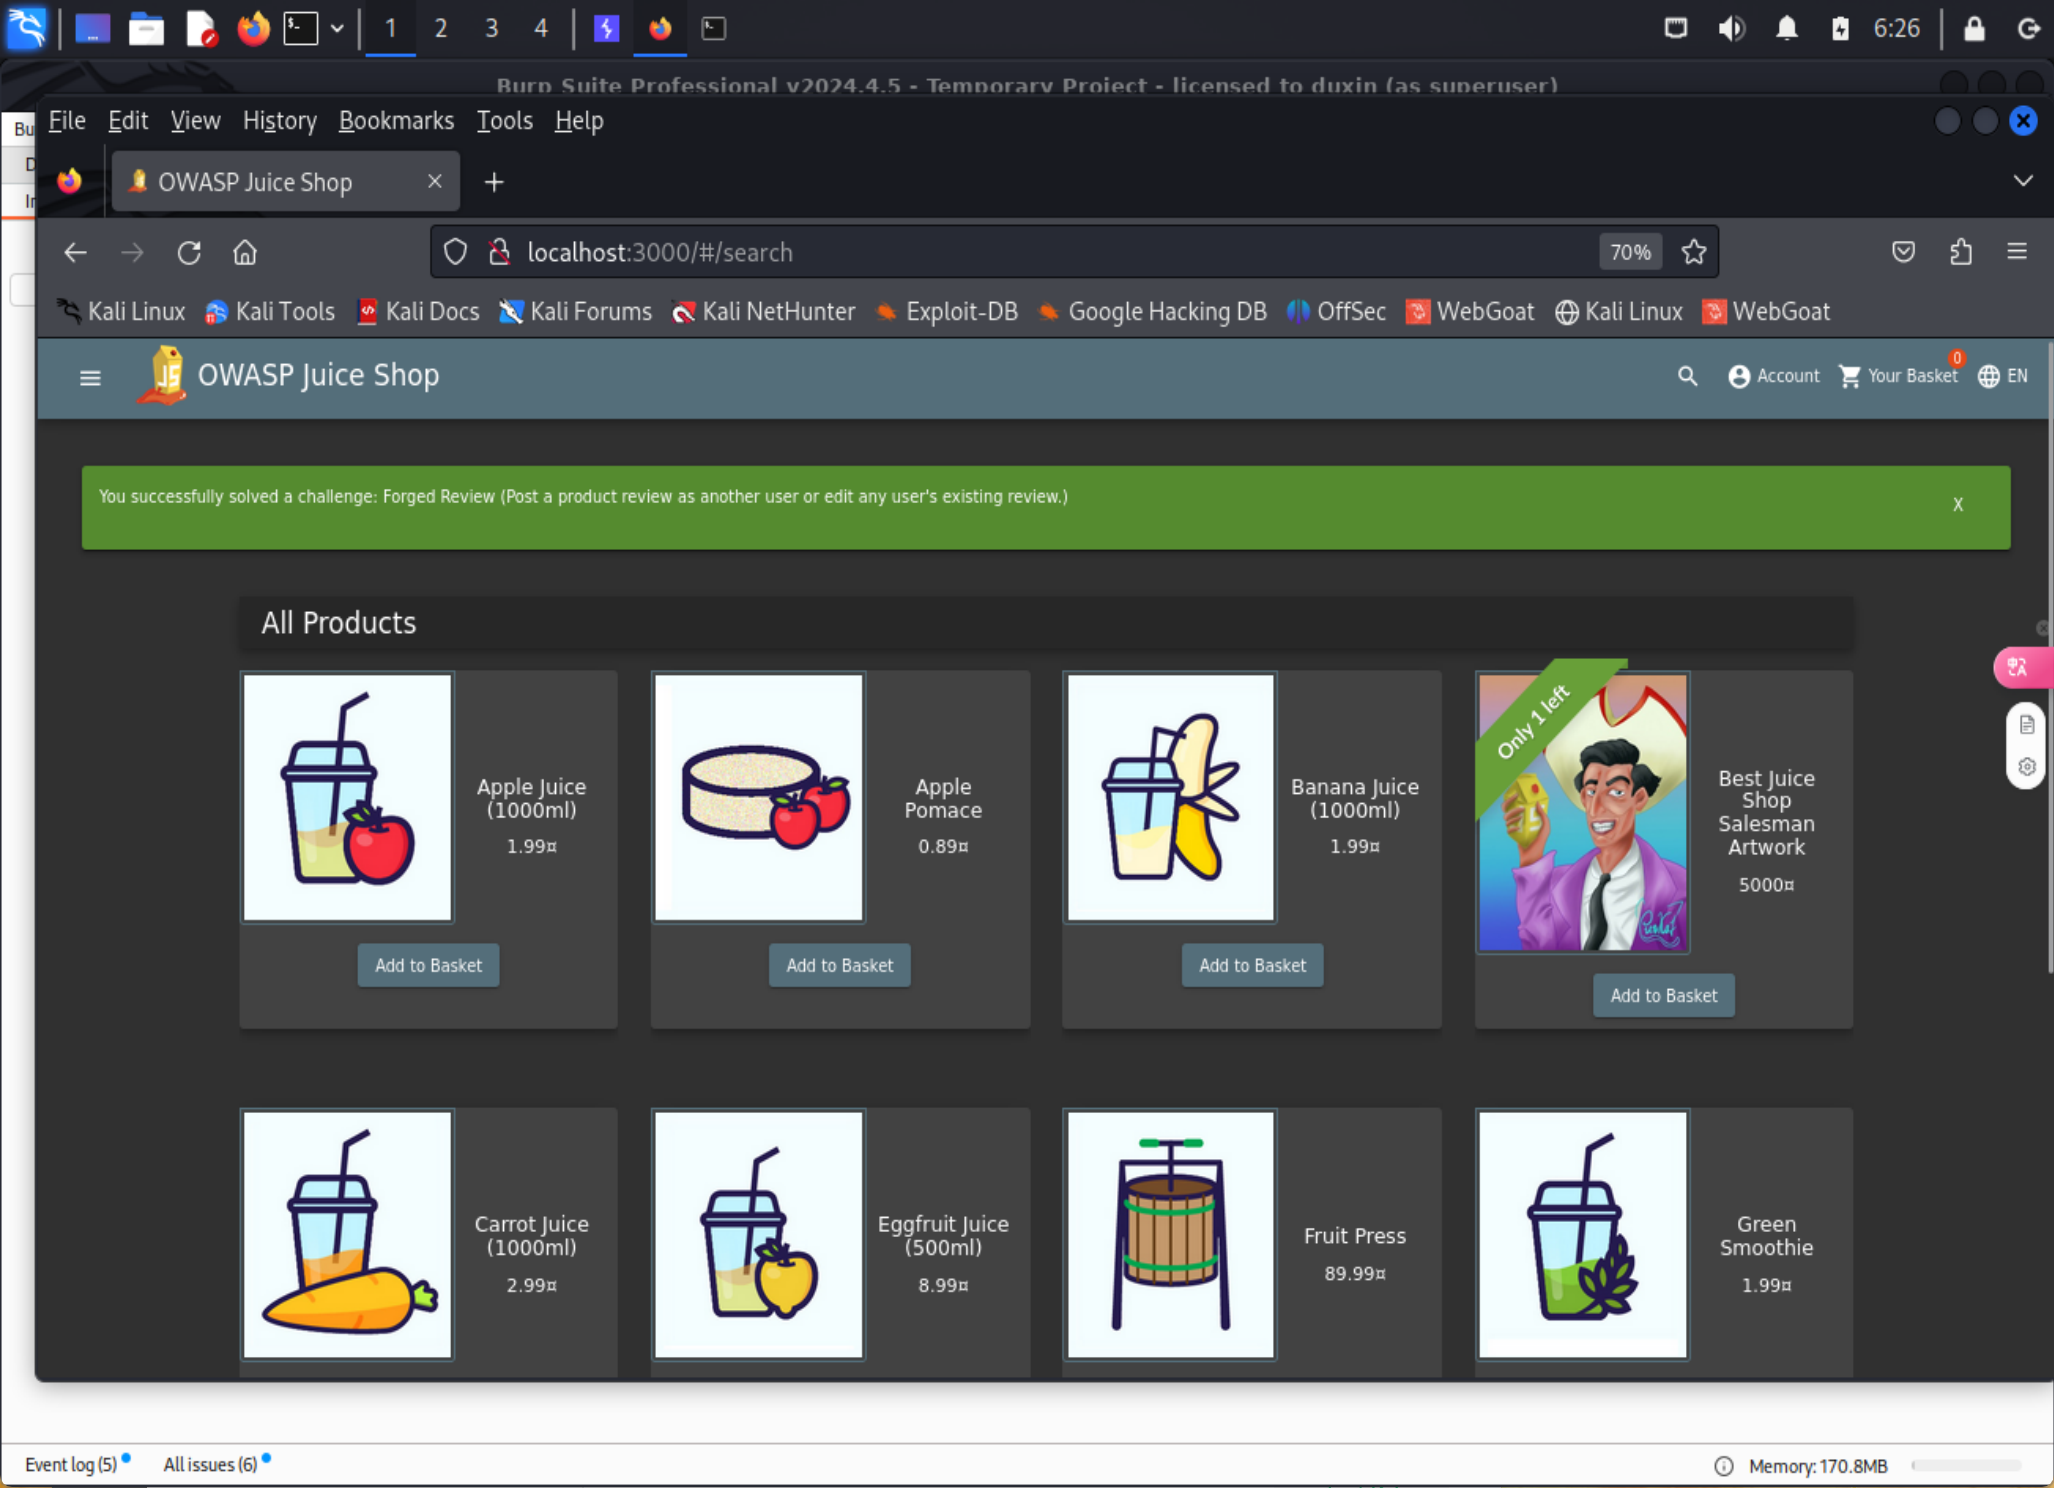 1 2 3 4
6:26
Burp Suite Professional v2024.4.5 - Temporary Project - licensed to duxin (as superuser)
Bu
File Edit View History Bookmarks Tools Help
D
OWASP Juice Shop
In
localhost:3000/#/search
70%
Kali Linux Kali Tools Kali Docs Kali Forums Kali NetHunter Exploit-DB Google Hacking DB OffSec WebGoat Kali Linux WebGoat
OWASP Juice Shop
Account Your Basket 0 EN
You successfully solved a challenge: Forged Review (Post a product review as another user or edit any user's existing review.)
X
All Products
Apple Juice
(1000ml)
1.99¤
Add to Basket
Apple
Pomace
0.89¤
Add to Basket
Banana Juice
(1000ml)
1.99¤
Add to Basket
Only 1 left
Best Juice
Shop
Salesman
Artwork
5000¤
Add to Basket
Carrot Juice
(1000ml)
2.99¤
Eggfruit Juice
(500ml)
8.99¤
Fruit Press
89.99¤
Green
Smoothie
1.99¤
Event log (5) All issues (6)
Memory: 170.8MB